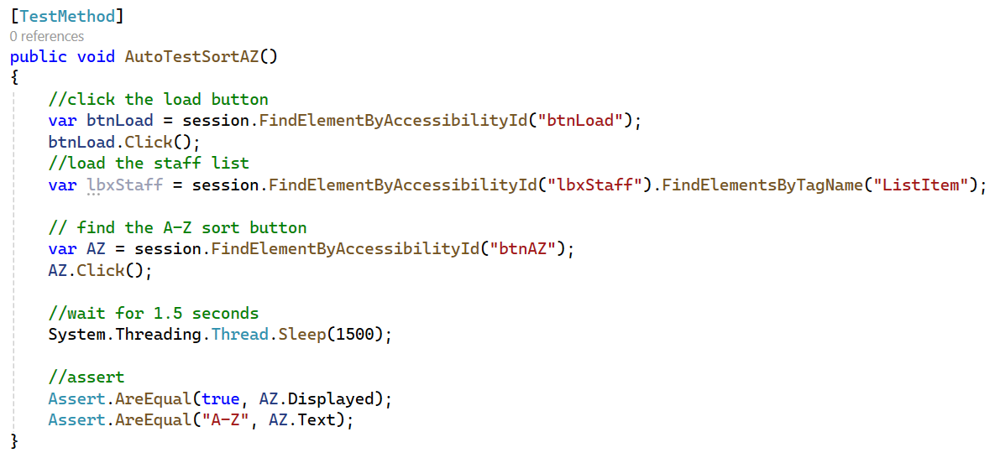 [TestMethod]
0 references
public void AutoTestSortAZ()
{
//click the load button
var btnLoad = session.FindElementByAccessibilityId("btnLoad");
btnLoad.Click();
//load the staff list
var lbxStaff = session.FindElementByAccessibilityId("lbxStaff").FindElementsByTagName("ListItem");
// find the A-Z sort button
var AZ = session.FindElementByAccessibilityId("btnAZ");
AZ.Click();
//wait for 1.5 seconds
System.Threading.Thread.Sleep(1500);
//assert
Assert.AreEqual(true, AZ.Displayed);
Assert.AreEqual("A-Z", AZ.Text);
}